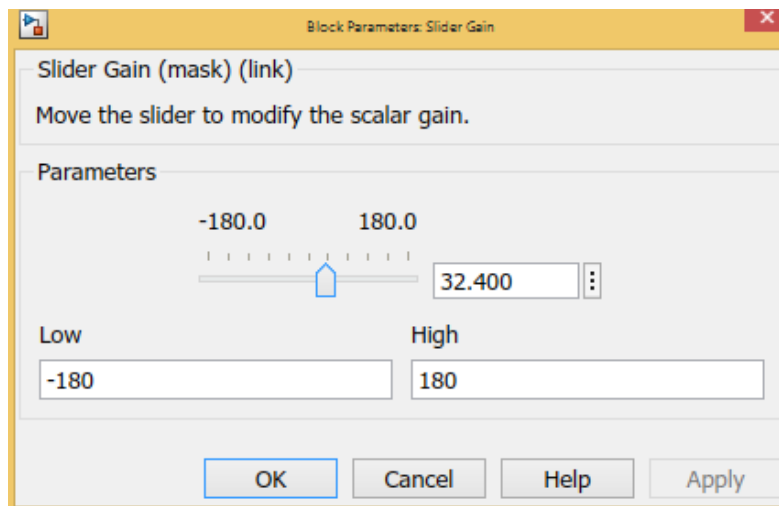 Block Parameters: Slider Gain
Slider Gain (mask) (link)
Move the slider to modify the scalar gain.
Parameters
-180.0 180.0
32.400
Low High
-180 180
OK Cancel Help Apply